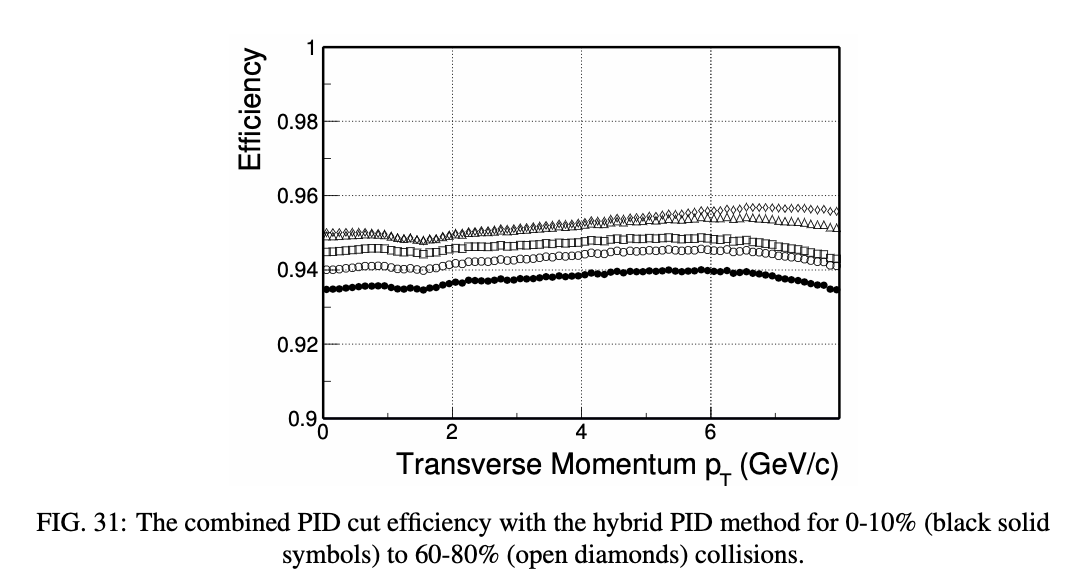 1
0.98
0.96
0.94
0.92
0.9
Efficiency
0 2 4 6
Transverse Momentum p_T (GeV/c)
FIG. 31: The combined PID cut efficiency with the hybrid PID method for 0-10% (black solid
symbols) to 60-80% (open diamonds) collisions.